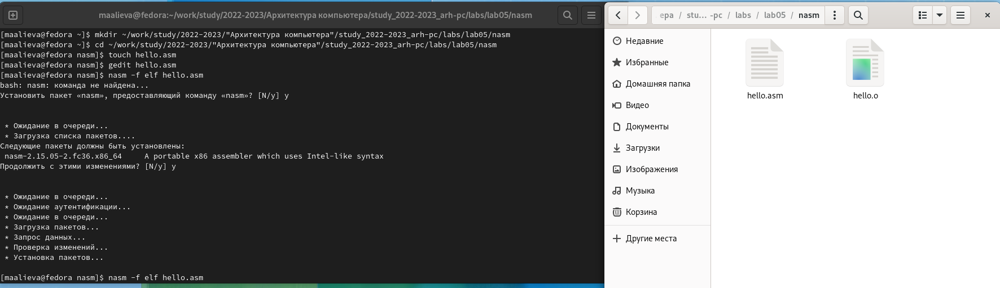 maalieva@fedora:~/work/study/2022-2023/Архитектура компьютера/study_2022-2023_arh-pc/labs/lab05/nasm
[maalieva@fedora ~]$ mkdir ~/work/study/2022-2023/"Архитектура компьютера"/study_2022-2023_arh-pc/labs/lab05/nasm
[maalieva@fedora ~]$ cd ~/work/study/2022-2023/"Архитектура компьютера"/study_2022-2023_arh-pc/labs/lab05/nasm
[maalieva@fedora nasm]$ touch hello.asm
[maalieva@fedora nasm]$ gedit hello.asm
[maalieva@fedora nasm]$ nasm -f elf hello.asm
bash: nasm: команда не найдена...
Установить пакет «nasm», предоставляющий команду «nasm»? [N/y] y
* Ожидание в очереди...
* Загрузка списка пакетов....
Следующие пакеты должны быть установлены:
nasm-2.15.05-2.fc36.x86_64 A portable x86 assembler which uses Intel-like syntax
Продолжить с этими изменениями? [N/y] y
* Ожидание в очереди...
* Ожидание аутентификации...
* Ожидание в очереди...
* Загрузка пакетов...
* Запрос данных...
* Проверка изменений...
* Установка пакетов...
[maalieva@fedora nasm]$ nasm -f elf hello.asm
ера / stu... -pc / labs / lab05 / nasm
Недавние
Избранные
Домашняя папка
Видео
Документы
Загрузки
Изображения
Музыка
Корзина
Другие места
hello.asm
hello.o